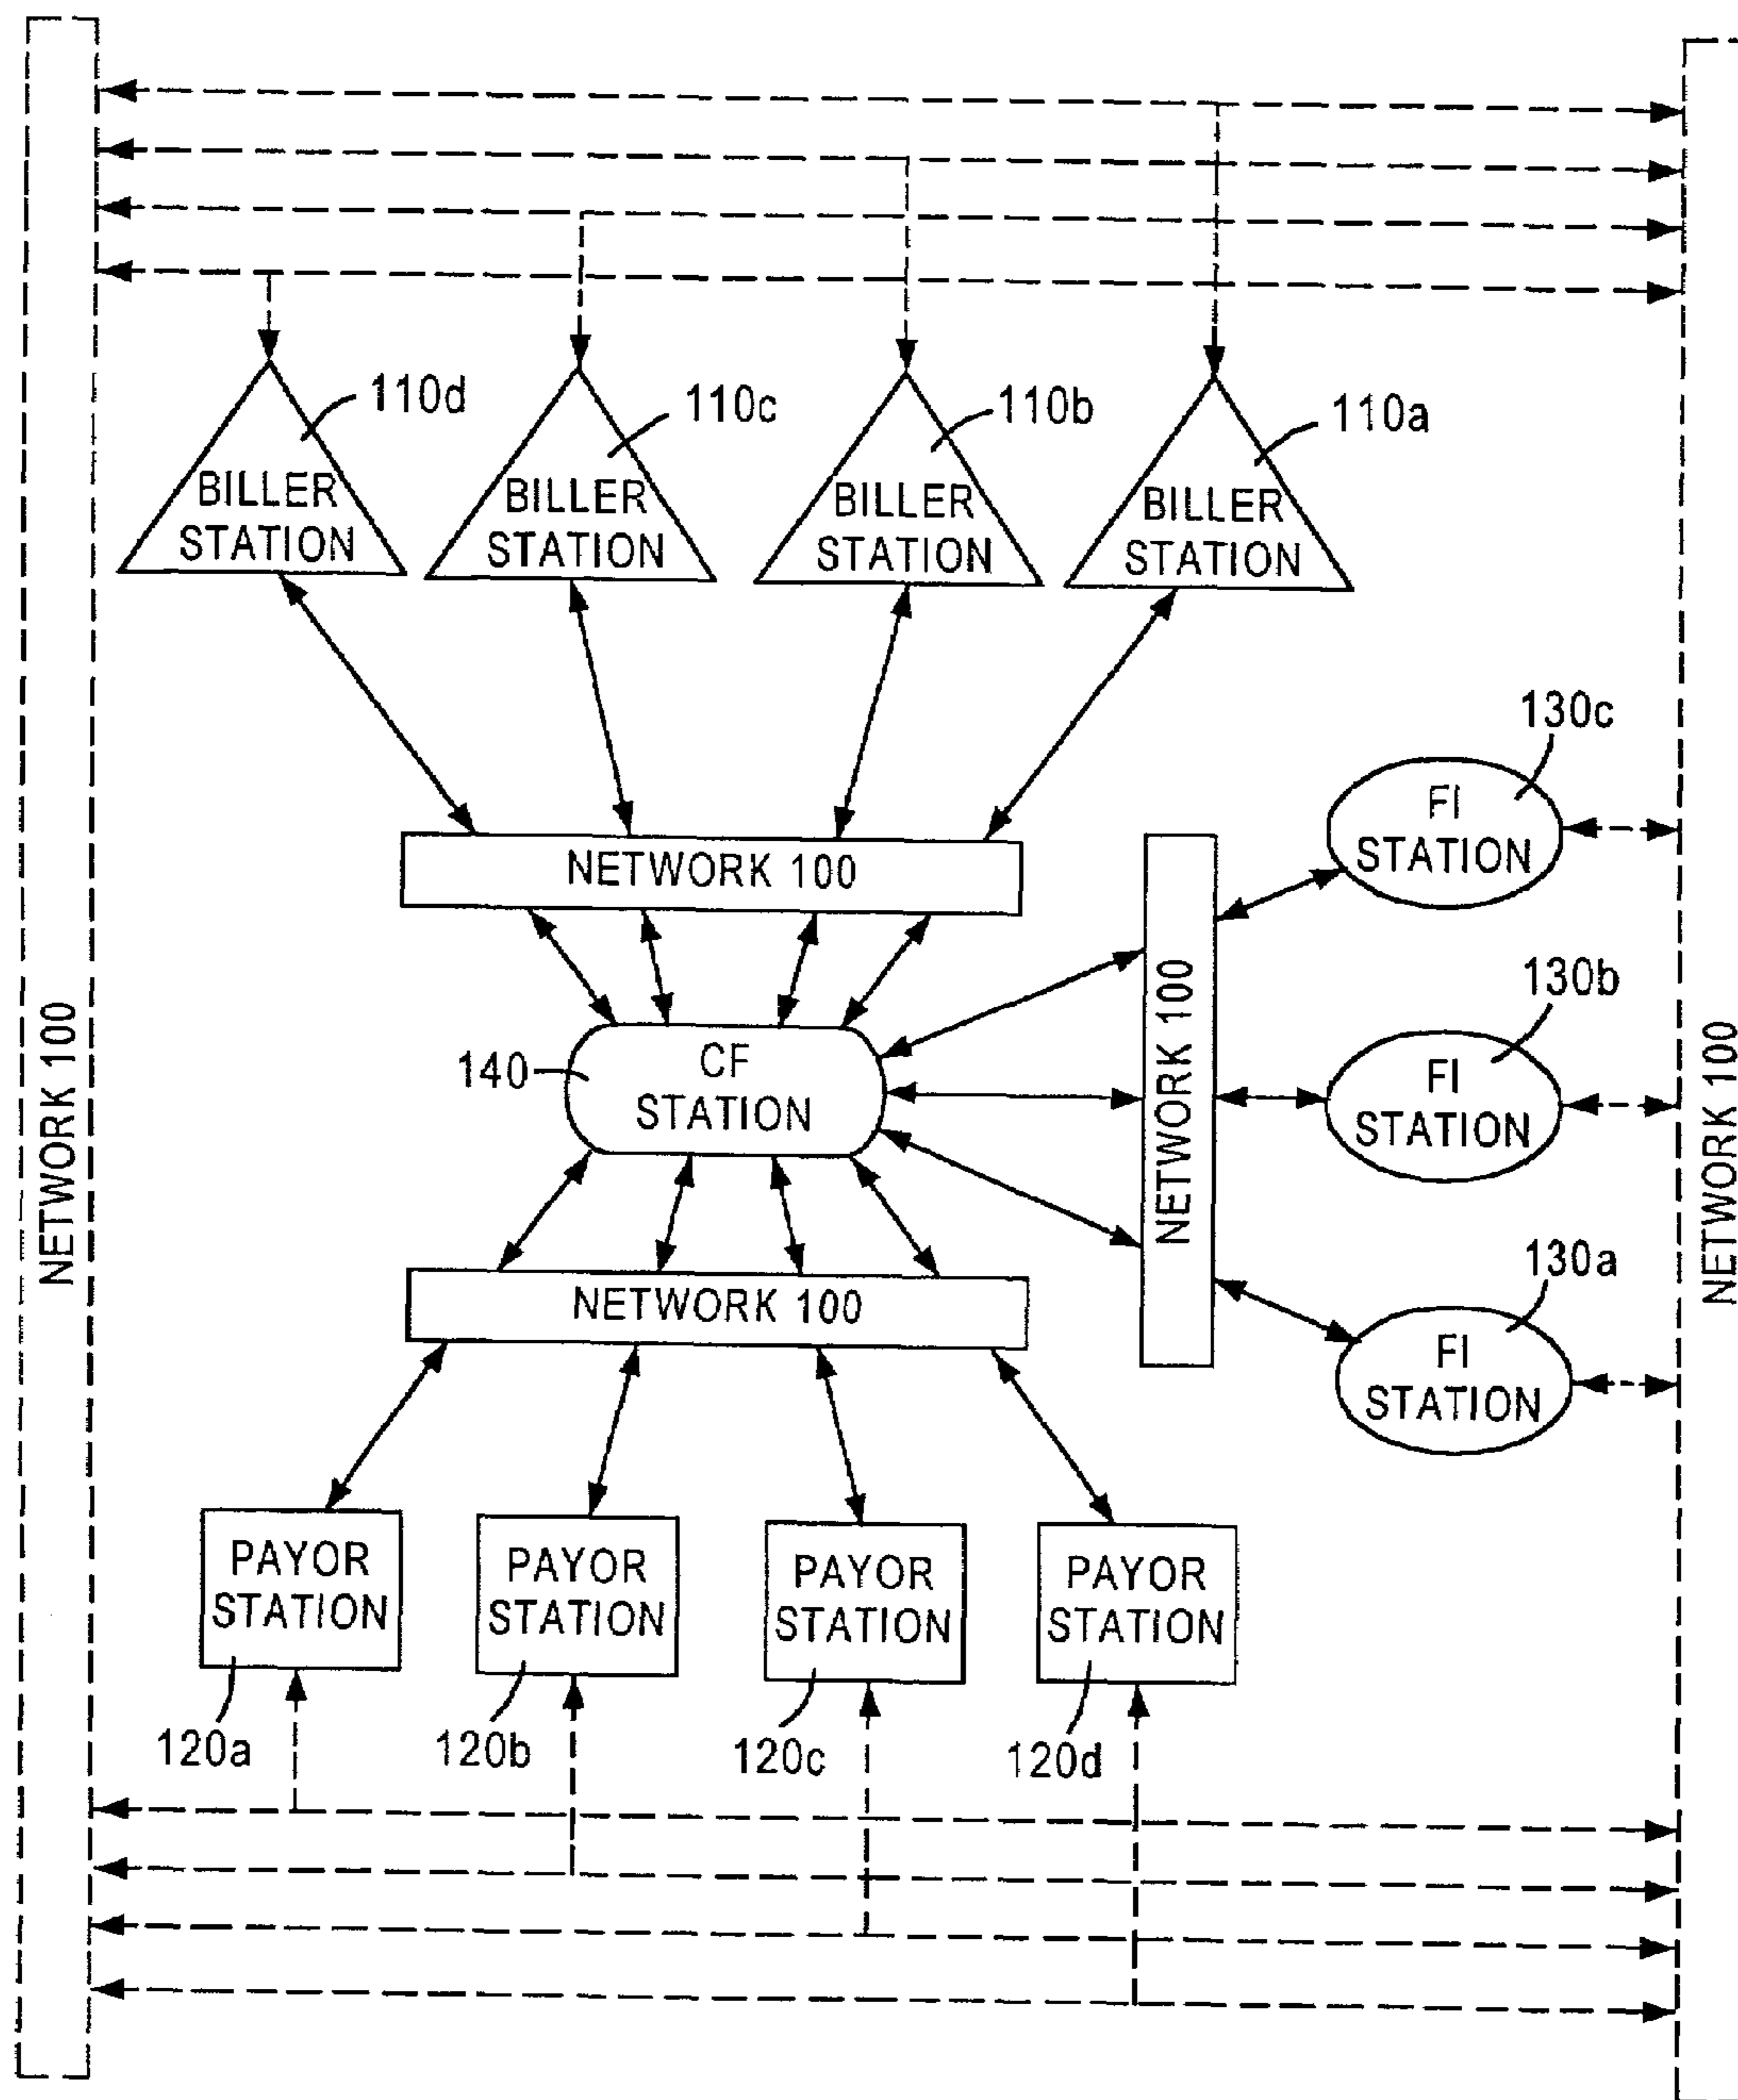 110d
110c
110b
110a
BILLER
STATION
BILLER
STATION
BILLER
STATION
BILLER
STATION
130c
FI
STATION
NETWORK 100
NETWORK 100
130b
FI
STATION
140
CF
STATION
NETWORK 100
NETWORK 100
NETWORK 100
130a
FI
STATION
PAYOR
STATION
PAYOR
STATION
PAYOR
STATION
PAYOR
STATION
120a
120b
120c
120d